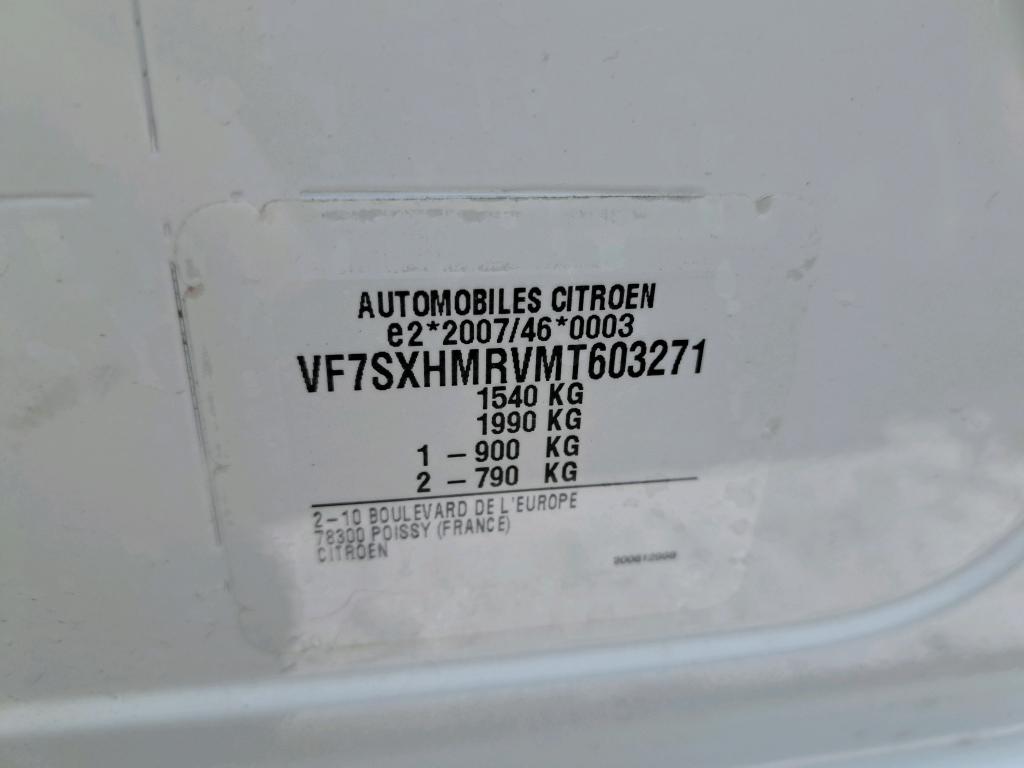 AUTOMOBILES CITROEN
e2*2007/46*0003
VF7SXHMRVMT603271
1540 KG
1990 KG
1 – 900 KG
2 – 790 KG
2–10 BOULEVARD DE L'EUROPE
78300 POISSY (FRANCE)
CITROËN